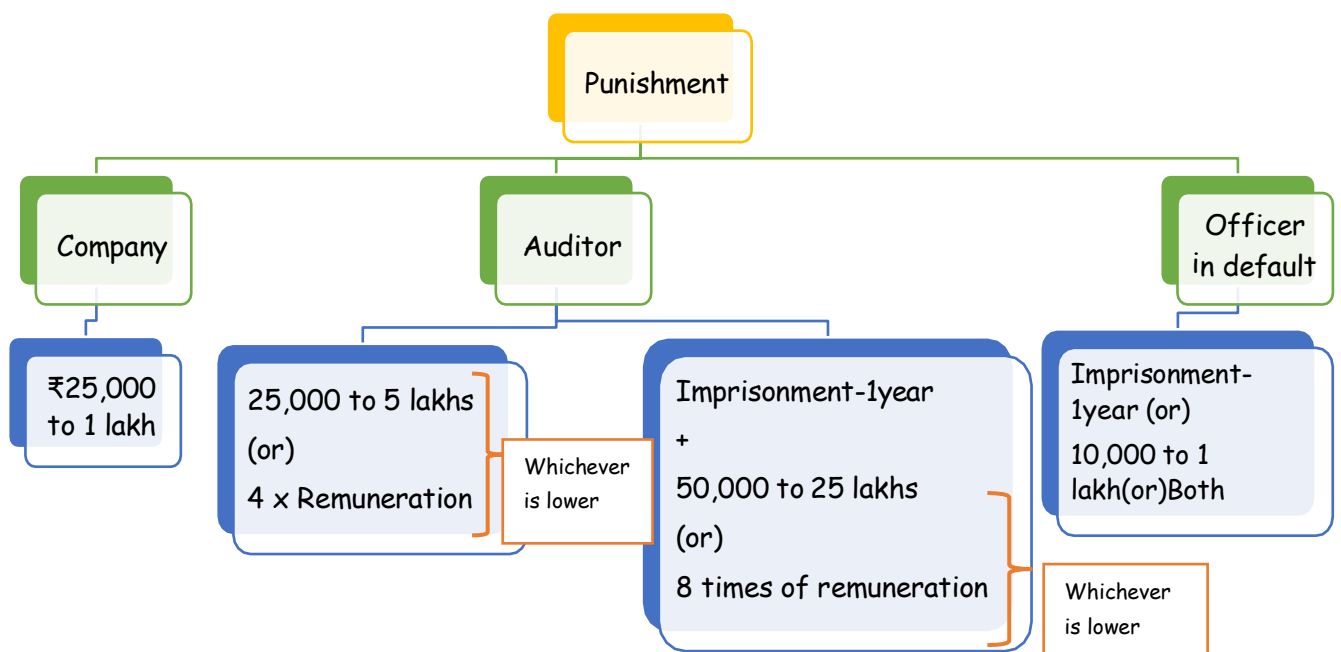 Punishment
Company
Auditor
Officer
in default
₹25,000
to 1 lakh
25,000 to 5 lakhs
(or)
4 x Remuneration
Whichever
is lower
Imprisonment-1year
+
50,000 to 25 lakhs
(or)
8 times of remuneration
Whichever
is lower
Imprisonment-
1year (or)
10,000 to 1
lakh(or)Both